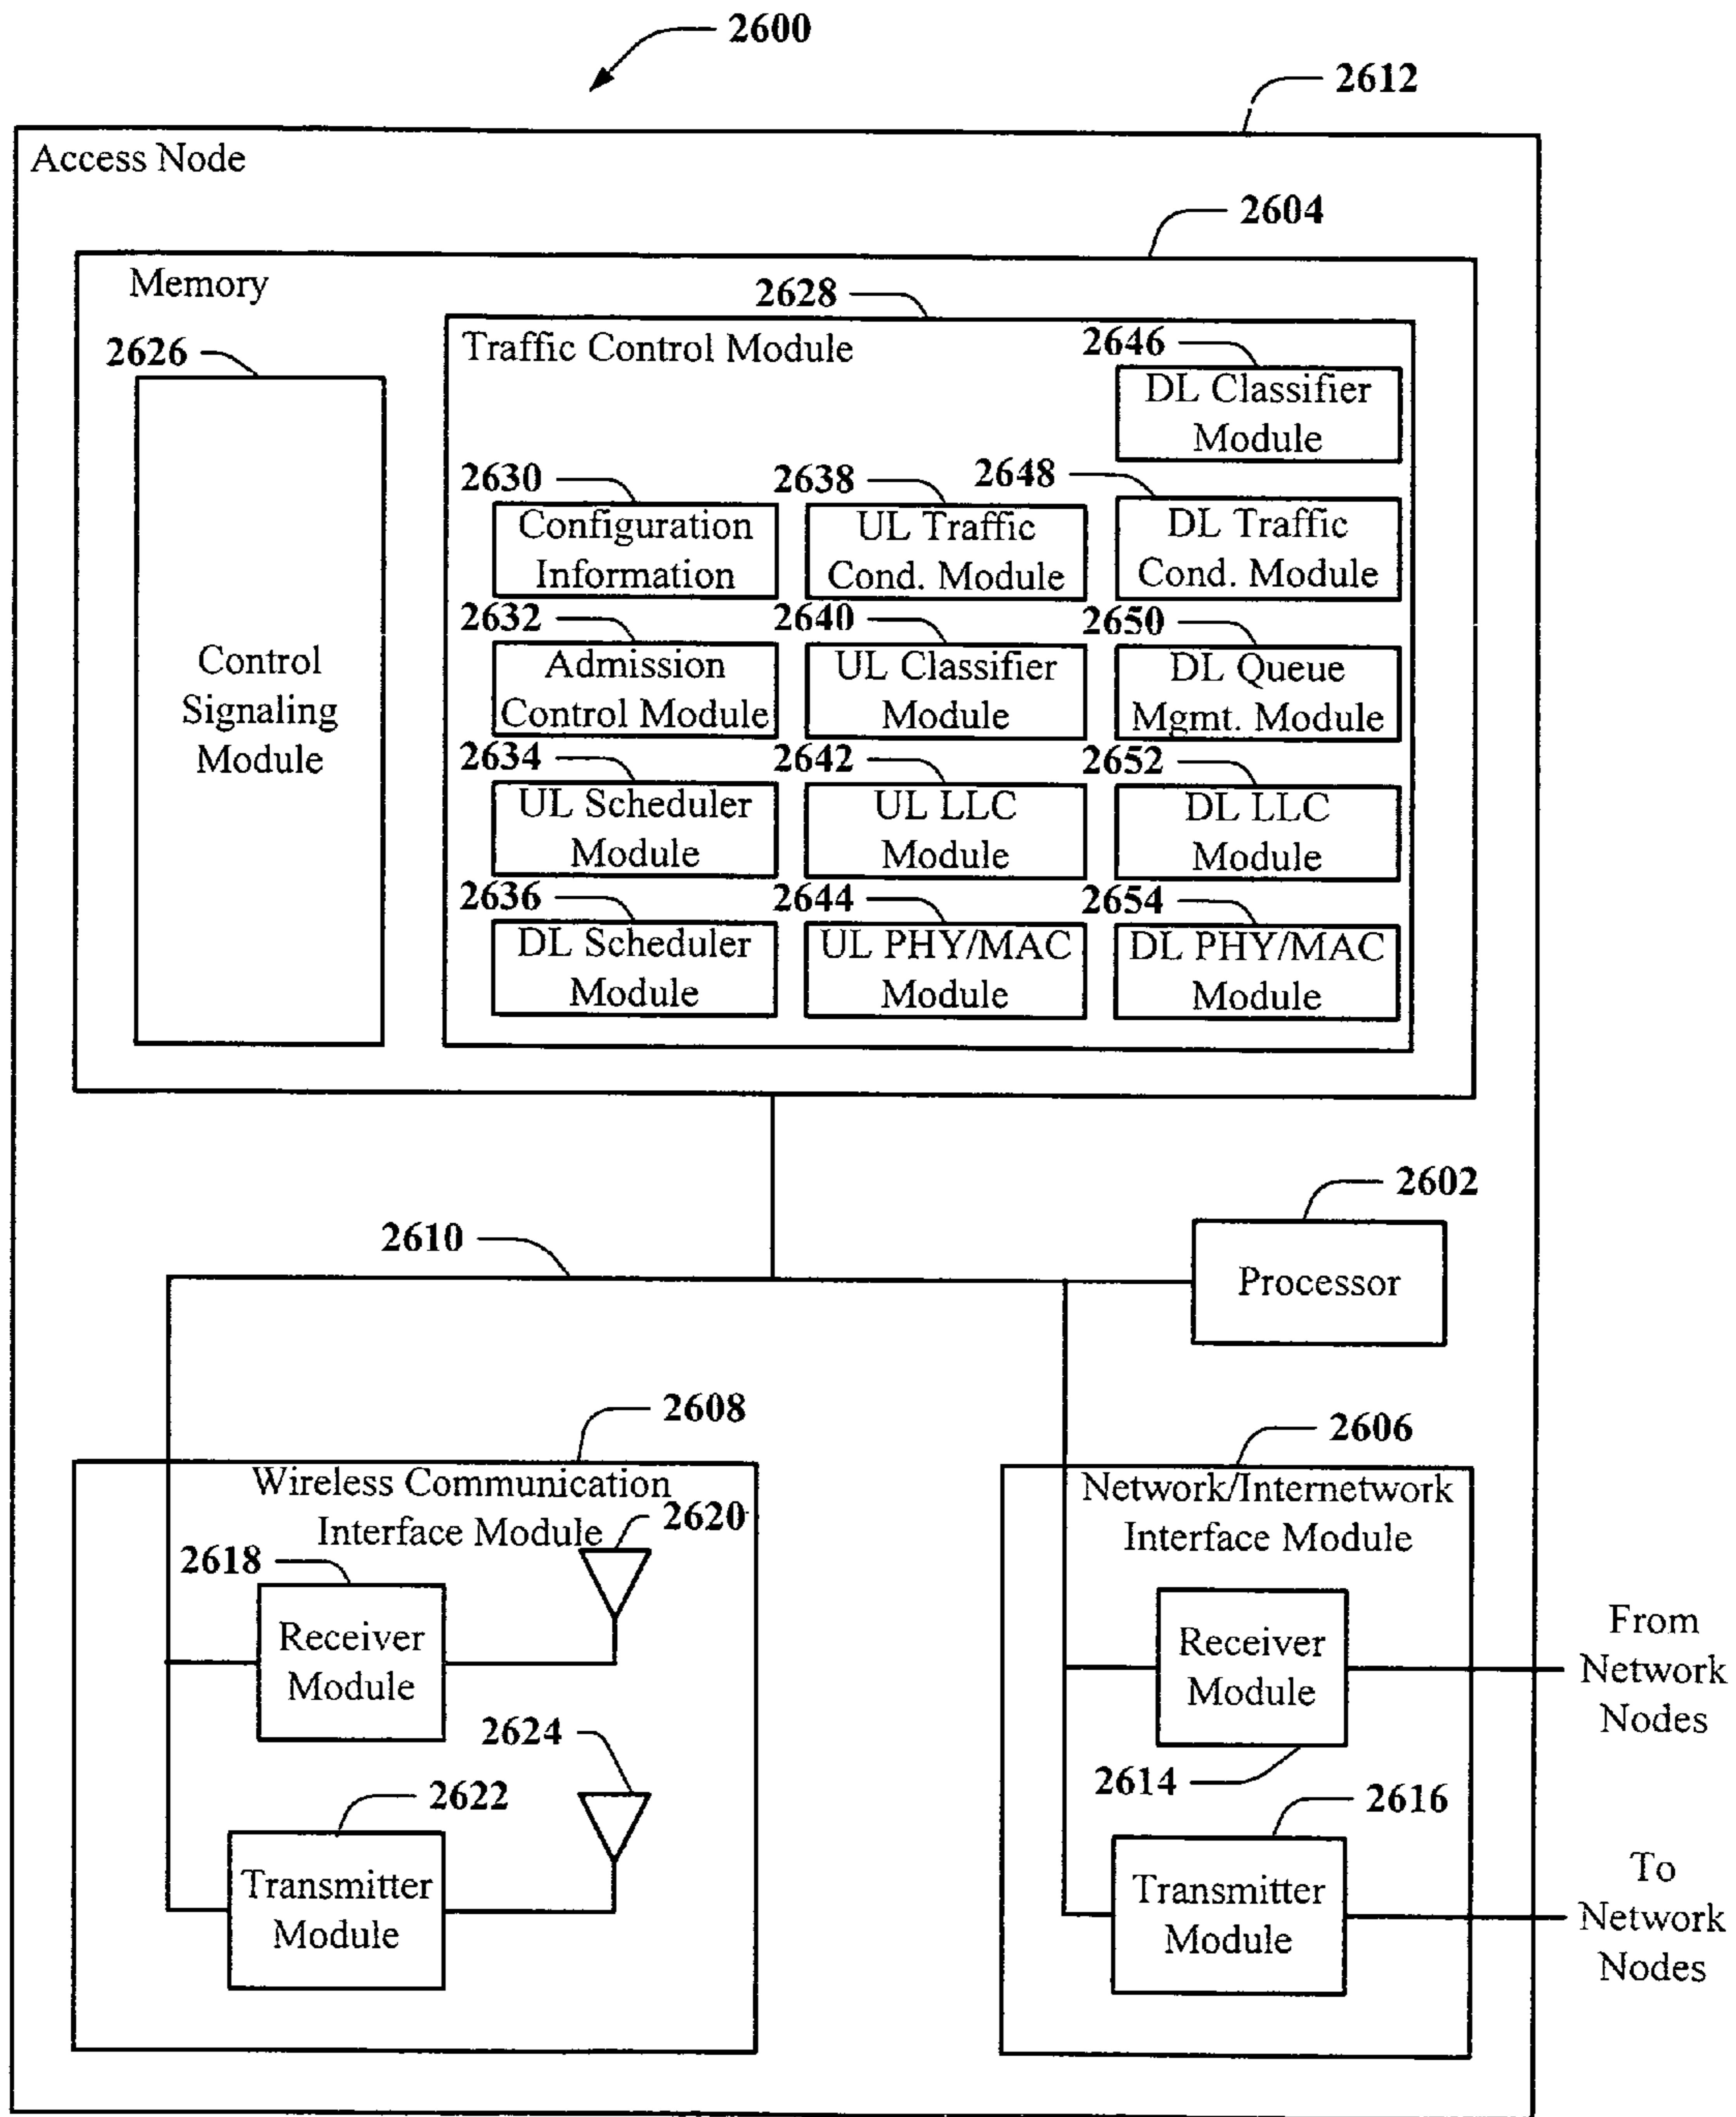 2600
2612
Access Node
2604
Memory
2628
Traffic Control Module
2646
DL Classifier
Module
2626
Control
Signaling
Module
2630
Configuration
Information
2638
UL Traffic
Cond. Module
2648
DL Traffic
Cond. Module
2632
Admission
Control Module
2640
UL Classifier
Module
2650
DL Queue
Mgmt. Module
2634
UL Scheduler
Module
2642
UL LLC
Module
2652
DL LLC
Module
2636
DL Scheduler
Module
2644
UL PHY/MAC
Module
2654
DL PHY/MAC
Module
2602
Processor
2610
2608
Wireless Communication
Interface Module
2620
2618
Receiver
Module
2624
2622
Transmitter
Module
2606
Network/Internetwork
Interface Module
Receiver
Module
2614
From
Network
Nodes
2616
Transmitter
Module
To
Network
Nodes